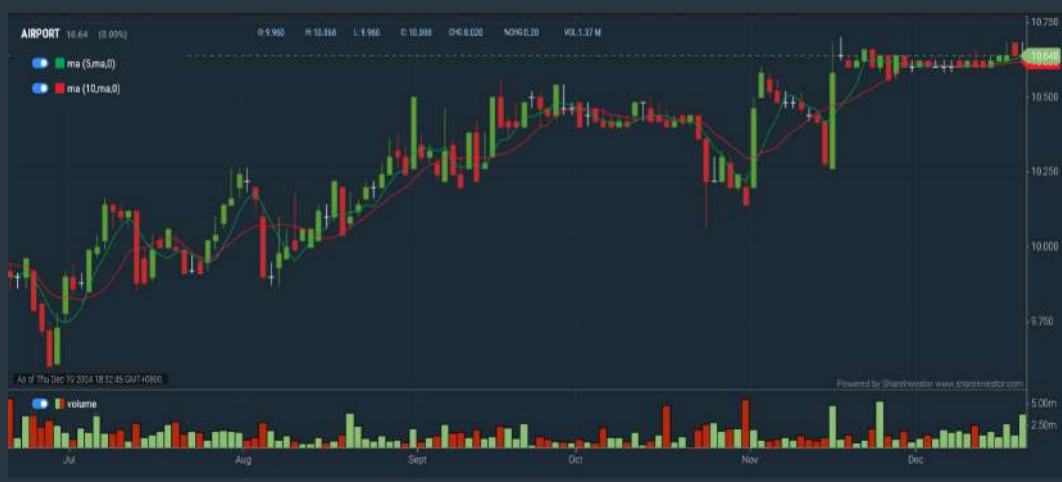 AIRPORT 10.64 (0.00%) O: 9.960 H: 10.060 L: 9.960 C: 10.000 CHG:0.020 %CHG:0.20 VOL:1.37 M
ma (5,ma,0)
ma (10,ma,0)
10.750
10.640
10.500
10.250
10.000
9.750
As of Thu Dec 19 2024 18:32:45 GMT+0800
Powered by ShareInvestor www.shareinvestor.com
volume
5.00m
2.50m
Jul Aug Sept Oct Nov Dec